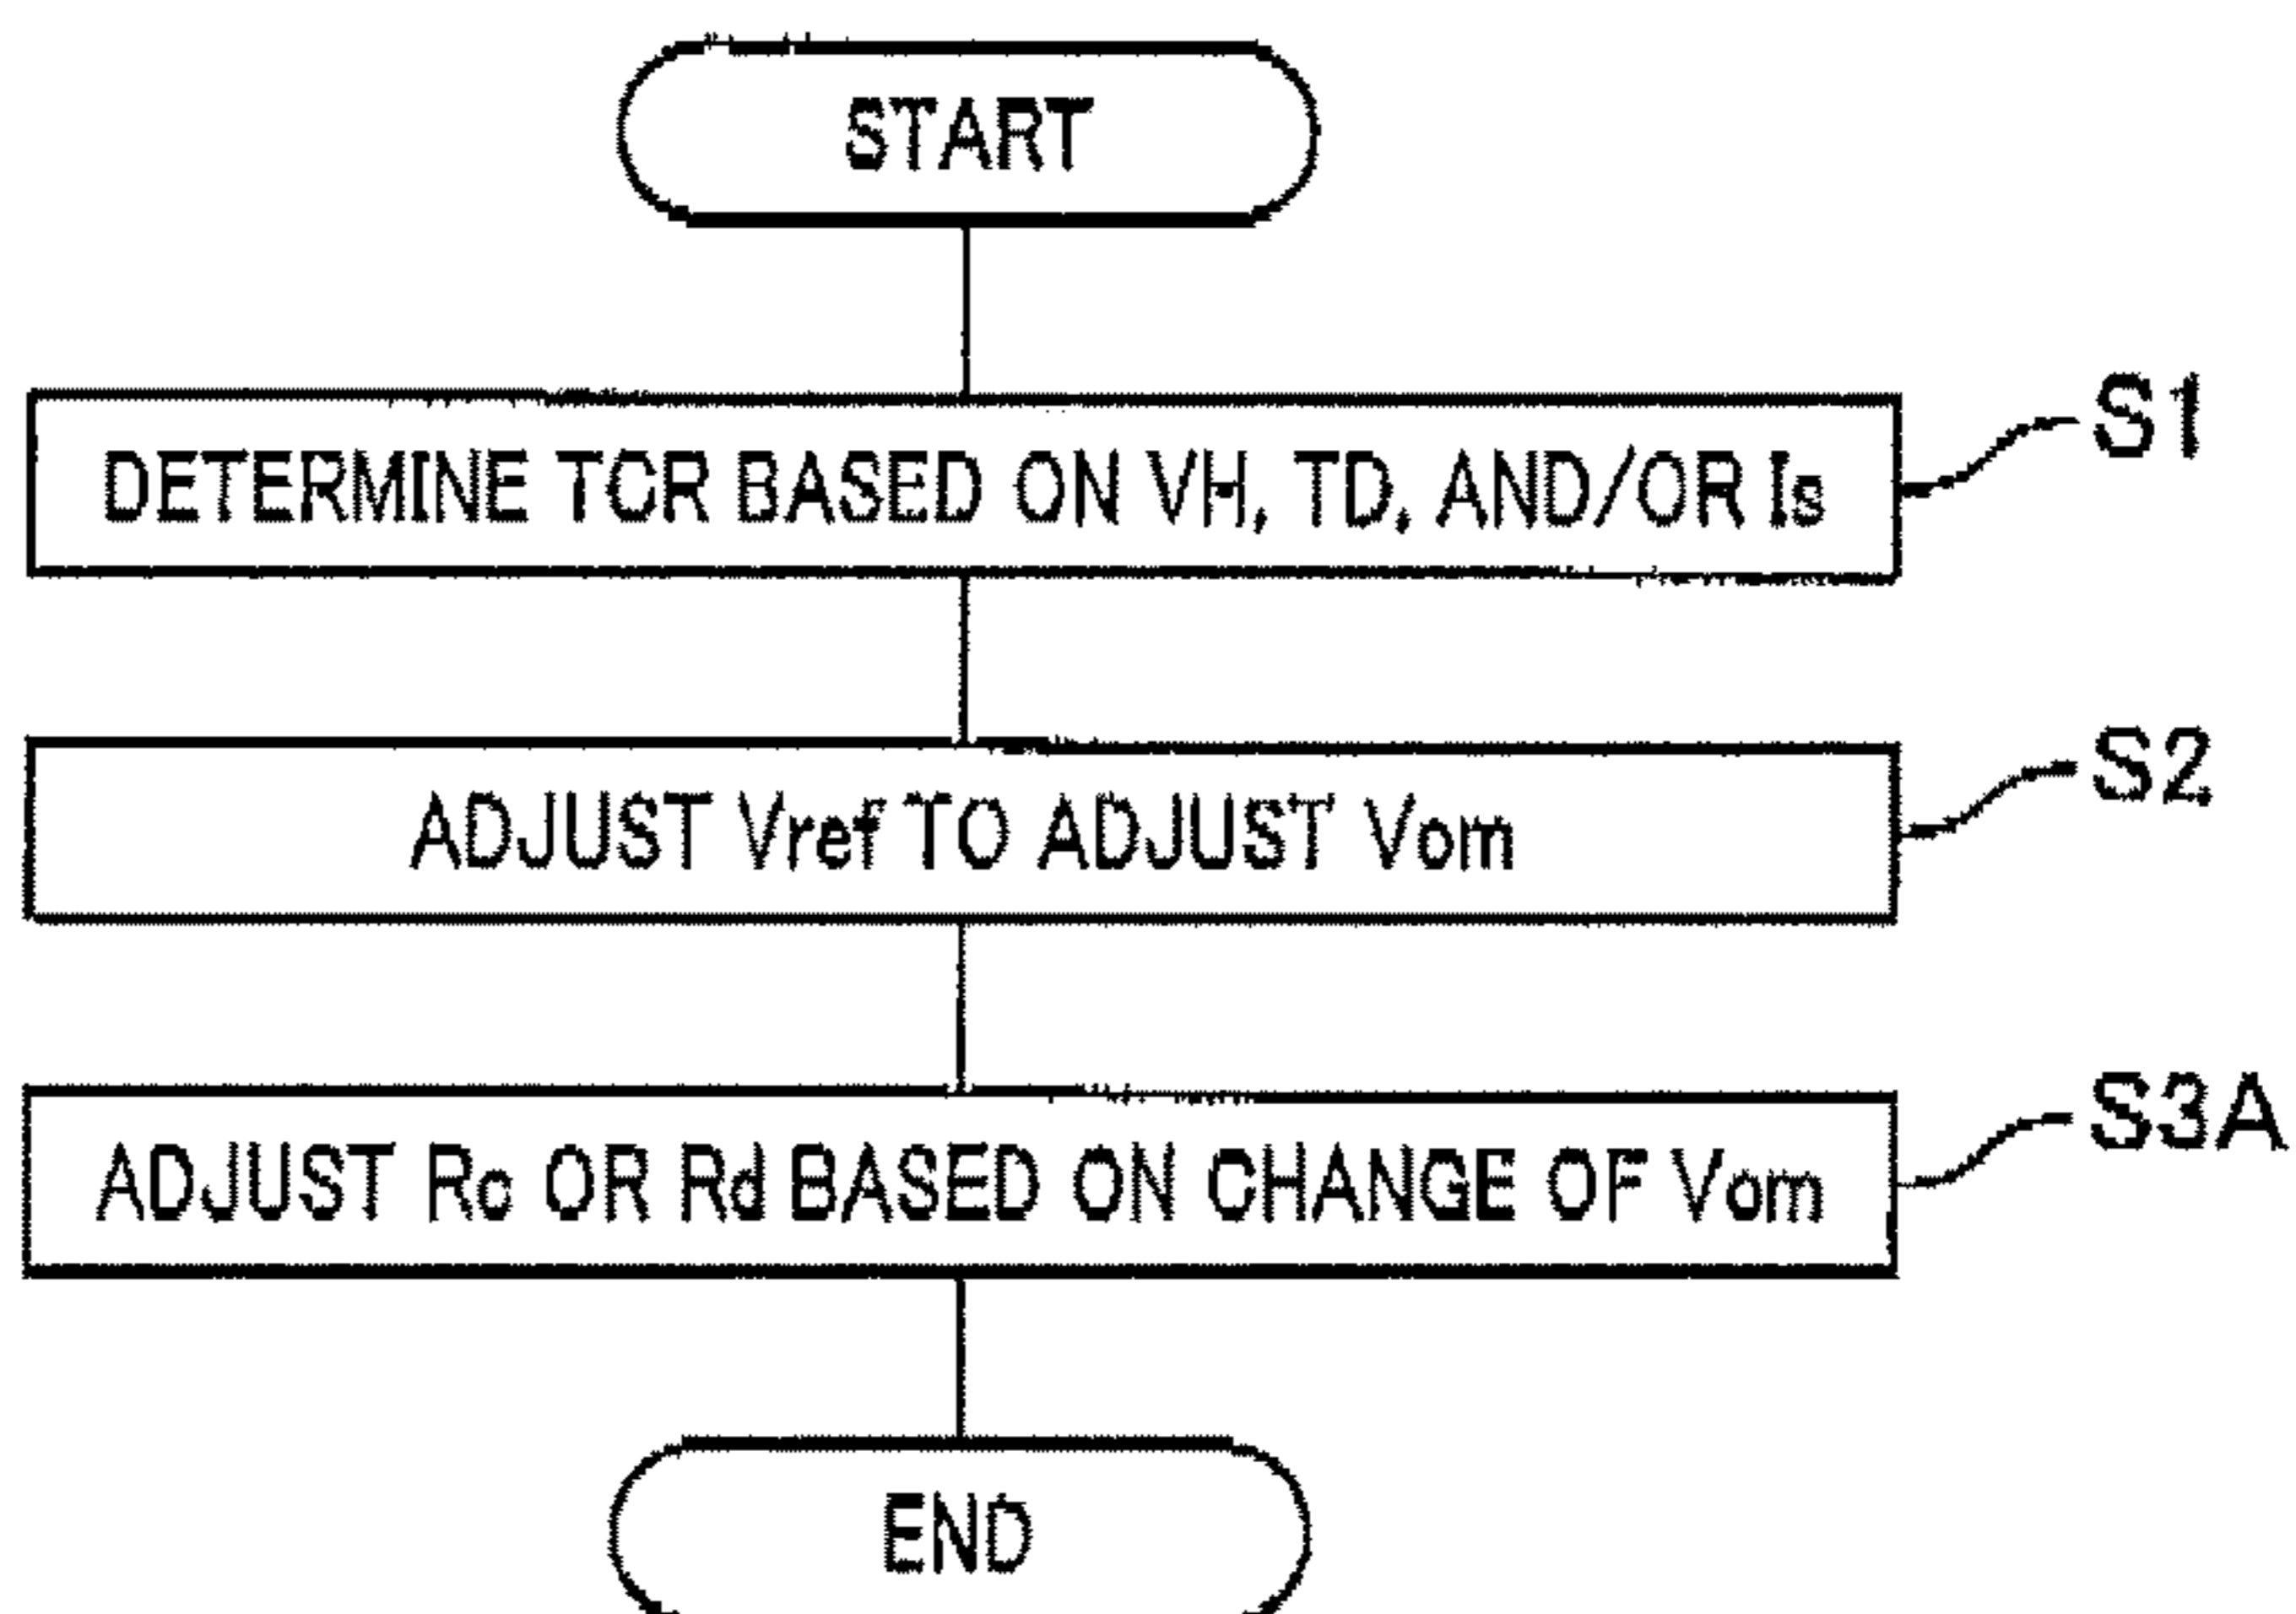 START
DETERMINE TCR BASED ON VH, TD, AND/OR Is
S1
ADJUST Vref TO ADJUST Vom
S2
ADJUST Rc OR Rd BASED ON CHANGE OF Vom
S3A
END